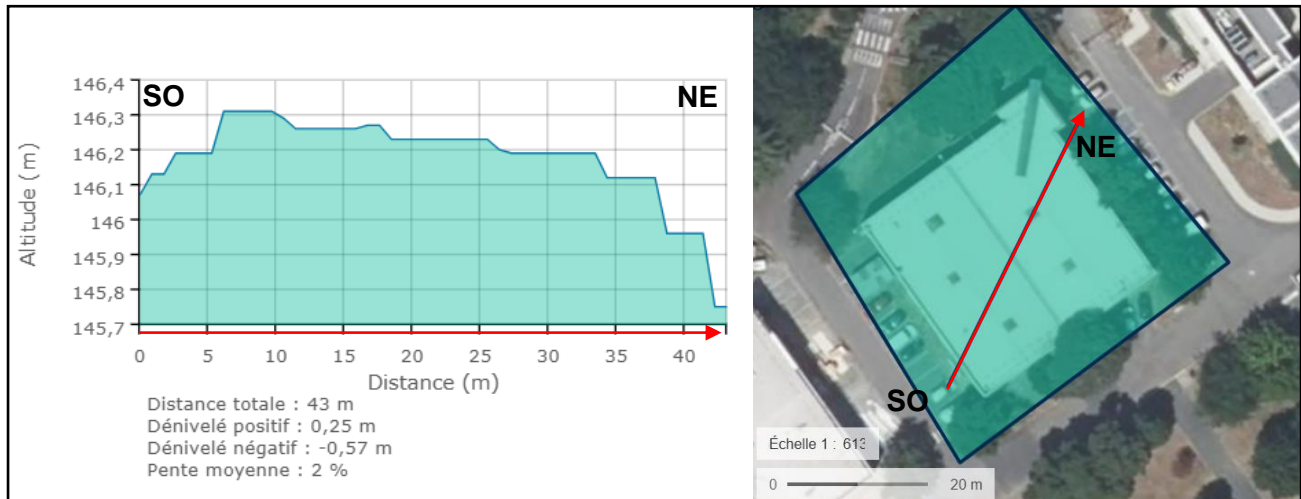 146,4
SO
NE
146,3
146,2
146,1
146
145,9
145,8
145,7
Altitude (m)
0 5 10 15 20 25 30 35 40
Distance (m)
Distance totale : 43 m
Dénivelé positif : 0,25 m
Dénivelé négatif : -0,57 m
Pente moyenne : 2 %
NE
SO
Échelle 1 : 613
0 20 m